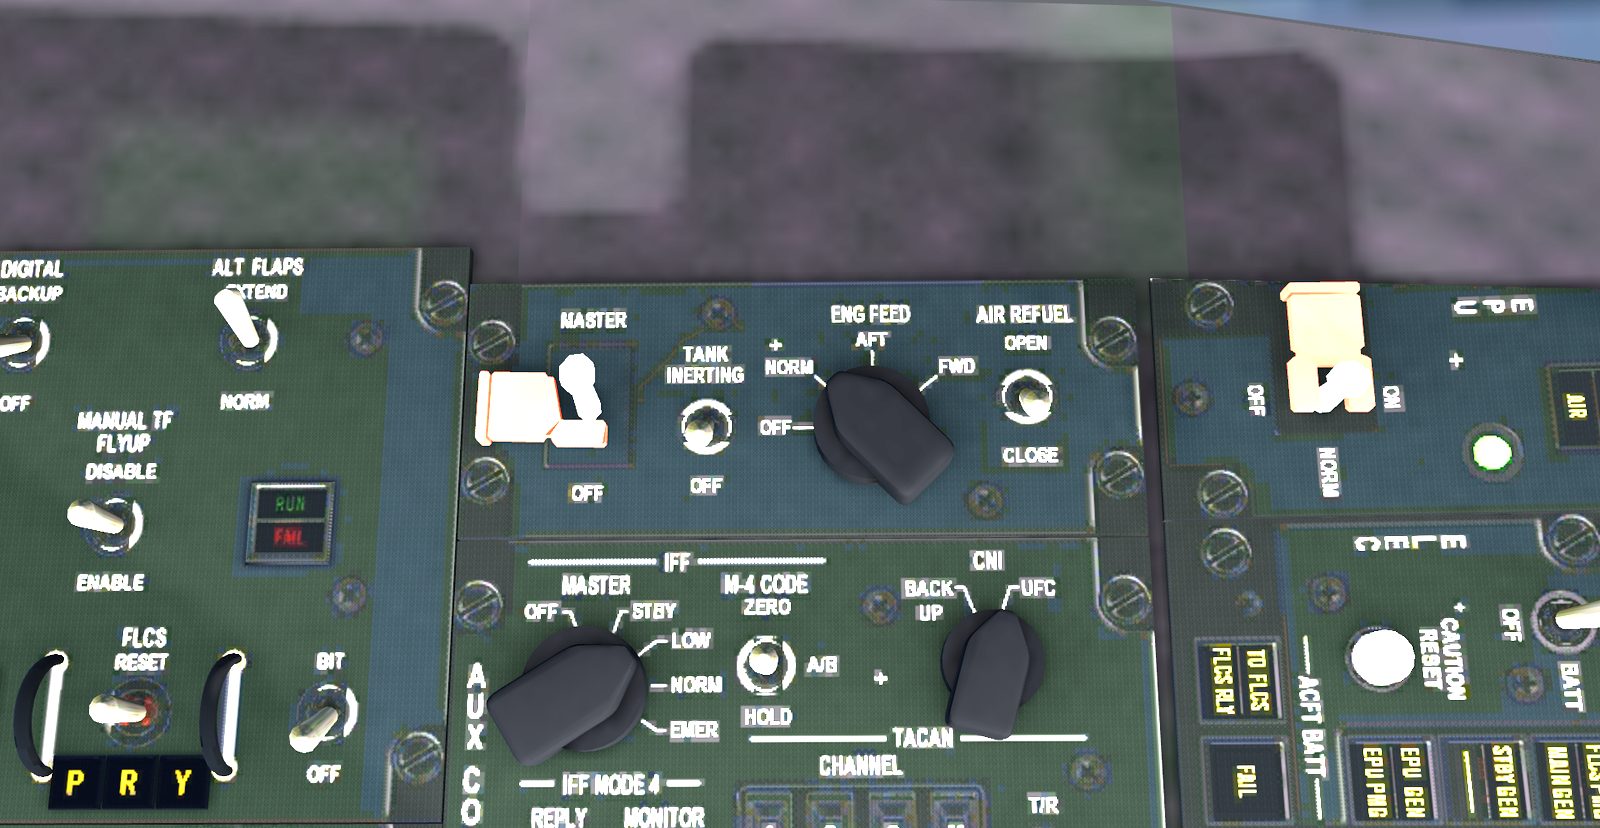 DIGITAL
BACKUP
OFF
ALT FLAPS
EXTEND
NORM
MANUAL TF
FLYUP
DISABLE
ENABLE
RUN
FAIL
FLCS
RESET
BIT
OFF
P R Y
MASTER
OFF
TANK
INERTING
OFF
ENG FEED
AFT
NORM
FWD
OFF
AIR REFUEL
OPEN
CLOSE
IFF
MASTER
OFF
STBY
LOW
NORM
EMER
M-4 CODE
ZERO
A/B
HOLD
CNI
BACK
UP
UFC
AUX CO
IFF MODE 4
REPLY
MONITOR
TACAN
CHANNEL
T/R
EPU
OFF
ON
NORM
AIR
ELEC
CAUTION
RESET
OFF
BATT
ACFT BATT
TO FLCS
FLCS RLY
FAIL
EPU GEN
EPU PMG
STBY GEN
MAIN GEN